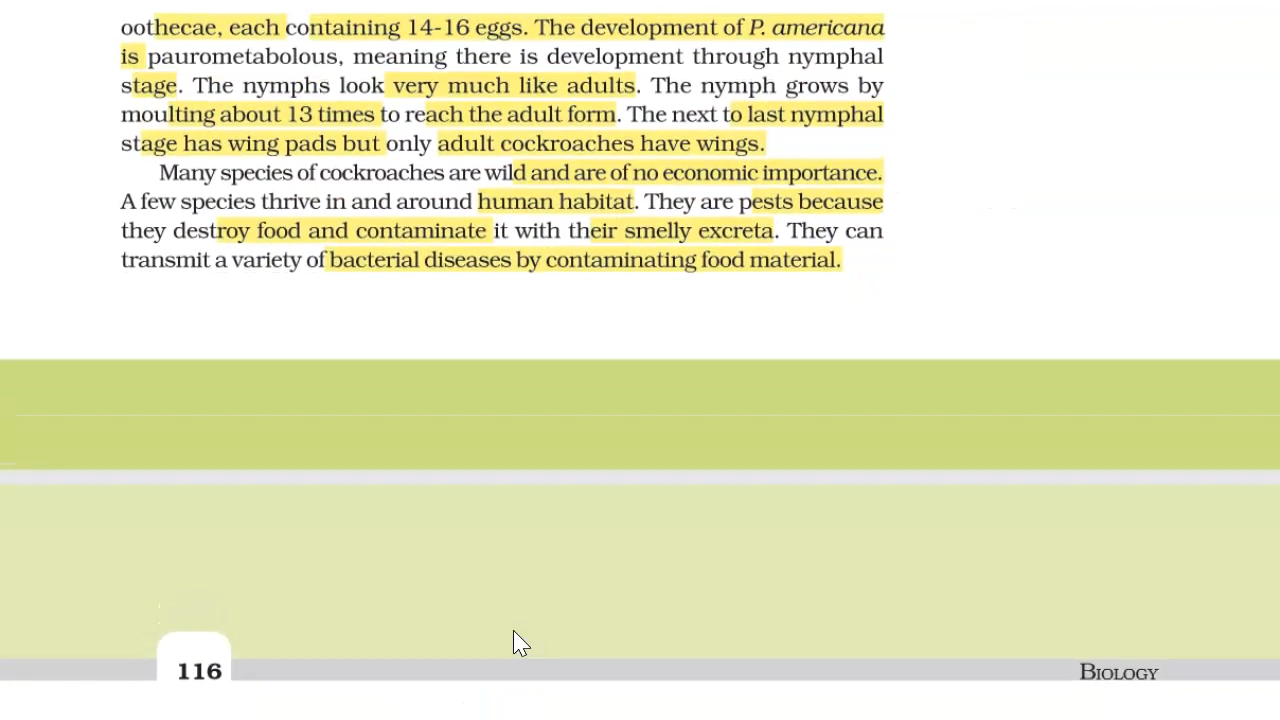 oothecae, each containing 14-16 eggs. The development of P. americana
is paurometabolous, meaning there is development through nymphal
stage. The nymphs look very much like adults. The nymph grows by
moulting about 13 times to reach the adult form. The next to last nymphal
stage has wing pads but only adult cockroaches have wings.
Many species of cockroaches are wild and are of no economic importance.
A few species thrive in and around human habitat. They are pests because
they destroy food and contaminate it with their smelly excreta. They can
transmit a variety of bacterial diseases by contaminating food material.
116
BIOLOGY